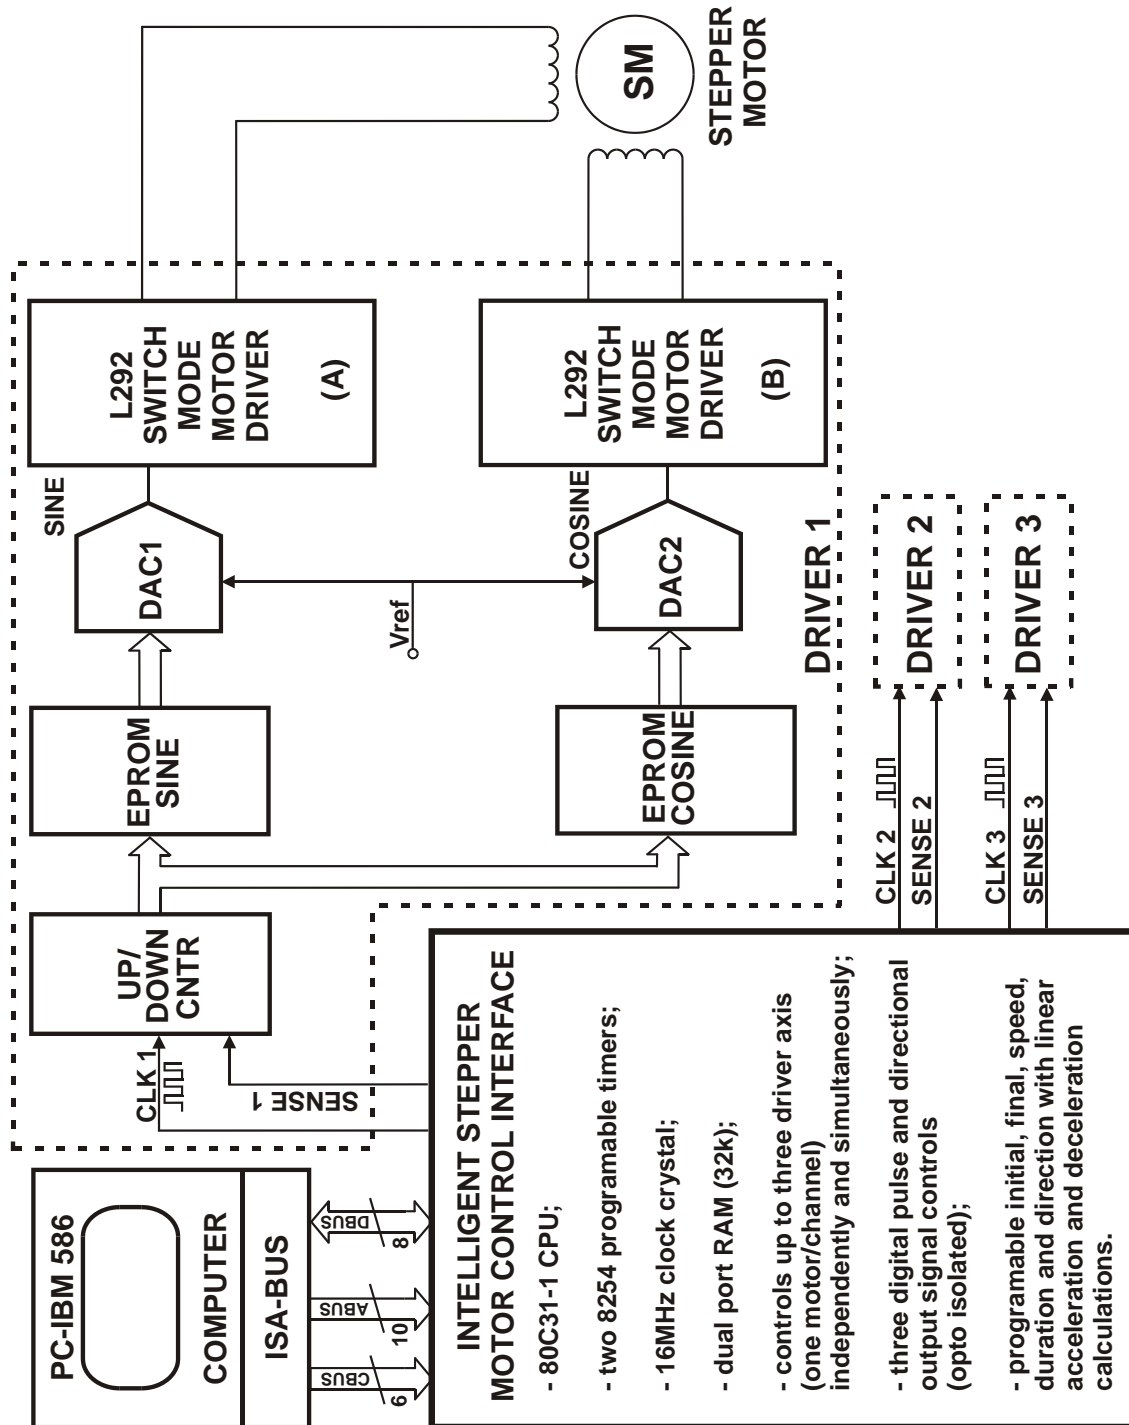 PC-IBM 586
COMPUTER
ISA-BUS
CBUS
6
ABUS
10
DBUS
8
INTELLIGENT STEPPER
MOTOR CONTROL INTERFACE
- 80C31-1 CPU;
- two 8254 programable timers;
- 16MHz clock crystal;
- dual port RAM (32k);
- controls up to three driver axis
(one motor/channel)
independently and simultaneously;
- three digital pulse and directional
output signal controls
(opto isolated);
- programable initial, final, speed,
duration and direction with linear
acceleration and deceleration
calculations.
CLK 1
SENSE 1
UP/
DOWN
CNTR
EPROM
SINE
EPROM
COSINE
DAC1
SINE
Vref
DAC2
COSINE
L292
SWITCH
MODE
MOTOR
DRIVER
(A)
L292
SWITCH
MODE
MOTOR
DRIVER
(B)
SM
STEPPER
MOTOR
DRIVER 1
CLK 2
SENSE 2
DRIVER 2
CLK 3
SENSE 3
DRIVER 3